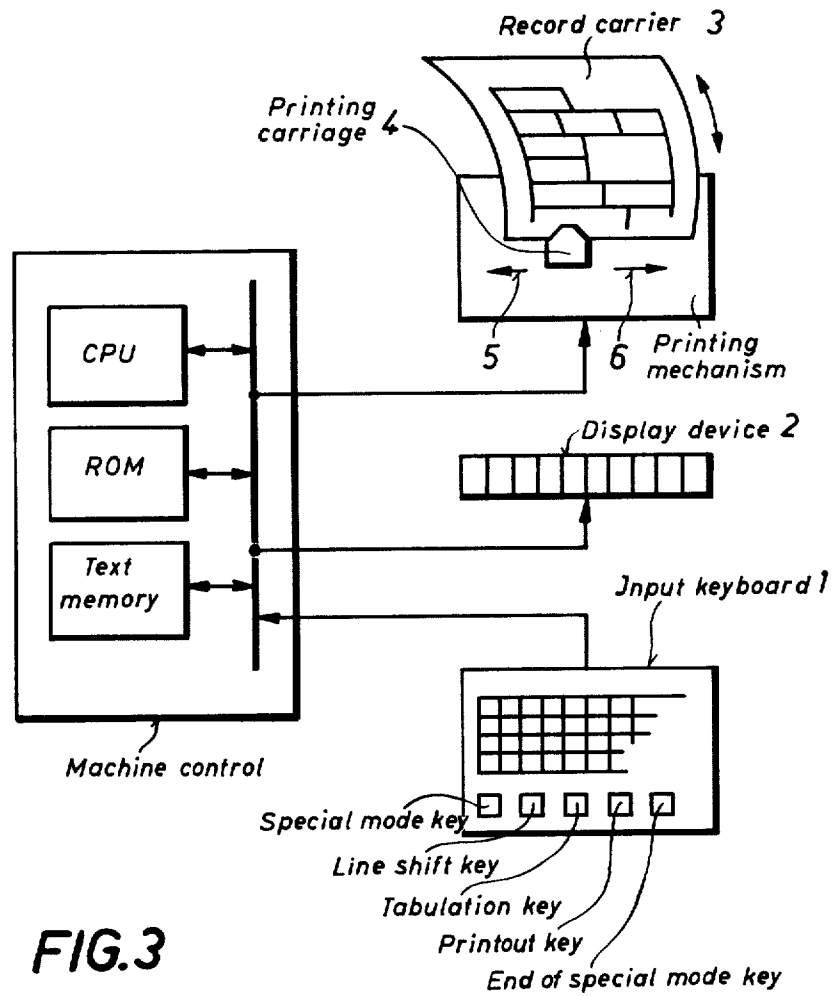 Record carrier 3
Printing
carriage 4
CPU
5
6
Printing
mechanism
ROM
Display device 2
Text
memory
Jnput keyboard 1
Machine control
Special mode key
Line shift key
Tabulation key
Printout key
End of special mode key
FIG.3